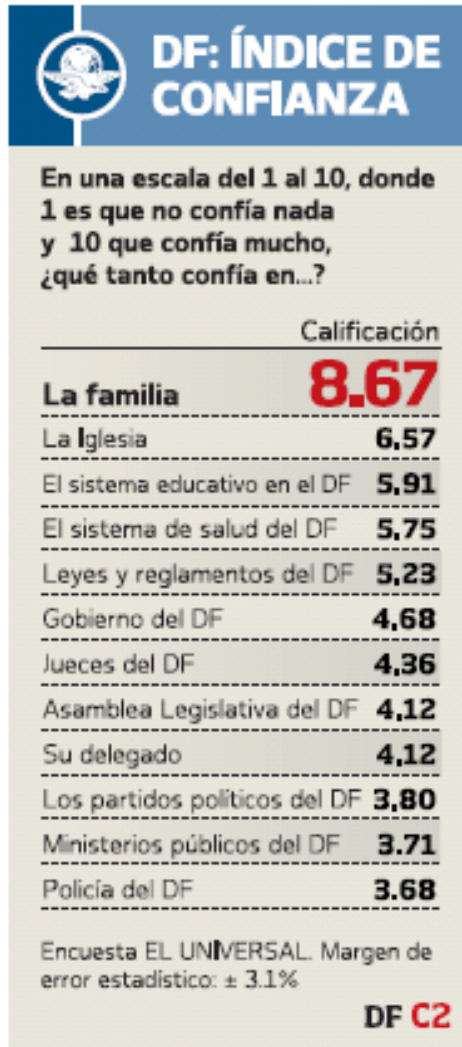 DF: ÍNDICE DE
CONFIANZA
En una escala del 1 al 10, donde
1 es que no confía nada
y 10 que confía mucho,
¿qué tanto confía en...?
Calificación
La familia 8.67
La Iglesia 6.57
El sistema educativo en el DF 5.91
El sistema de salud del DF 5.75
Leyes y reglamentos del DF 5.23
Gobierno del DF 4.68
Jueces del DF 4.36
Asamblea Legislativa del DF 4.12
Su delegado 4.12
Los partidos políticos del DF 3.80
Ministerios públicos del DF 3.71
Policía del DF 3.68
Encuesta EL UNIVERSAL. Margen de
error estadístico: ± 3.1%
DF C2